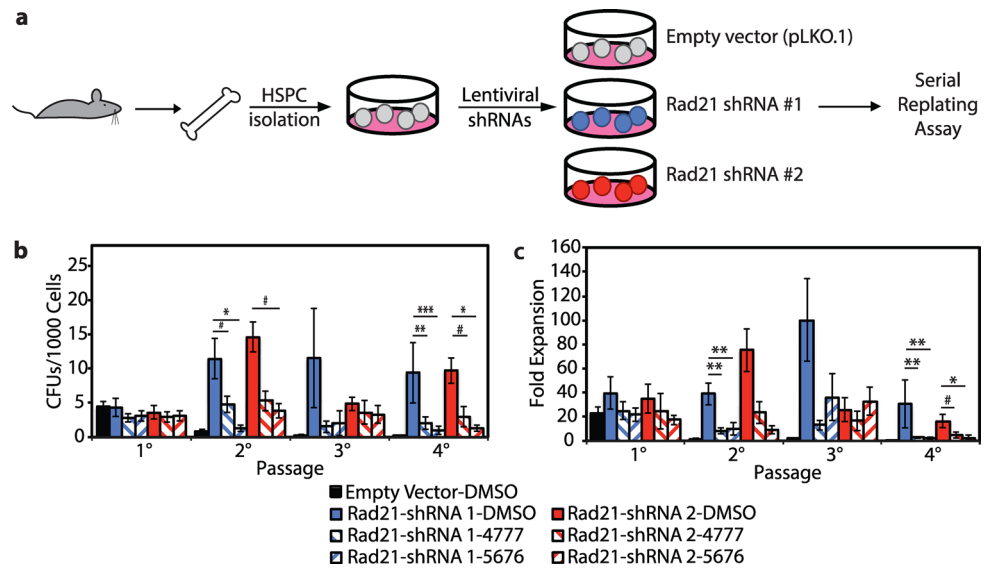 a
HSPC
isolation
Lentiviral
shRNAs
Empty vector (pLKO.1)
Rad21 shRNA #1
Rad21 shRNA #2
Serial
Replating
Assay
b
CFUs/1000 Cells
25
20
15
10
5
0
*
#
#
***
**
*
#
1°
2°
3°
4°
Passage
c
Fold Expansion
160
140
120
100
80
60
40
20
0
**
**
**
**
*
#
1°
2°
3°
4°
Passage
Empty Vector-DMSO
Rad21-shRNA 1-DMSO
Rad21-shRNA 2-DMSO
Rad21-shRNA 1-4777
Rad21-shRNA 2-4777
Rad21-shRNA 1-5676
Rad21-shRNA 2-5676